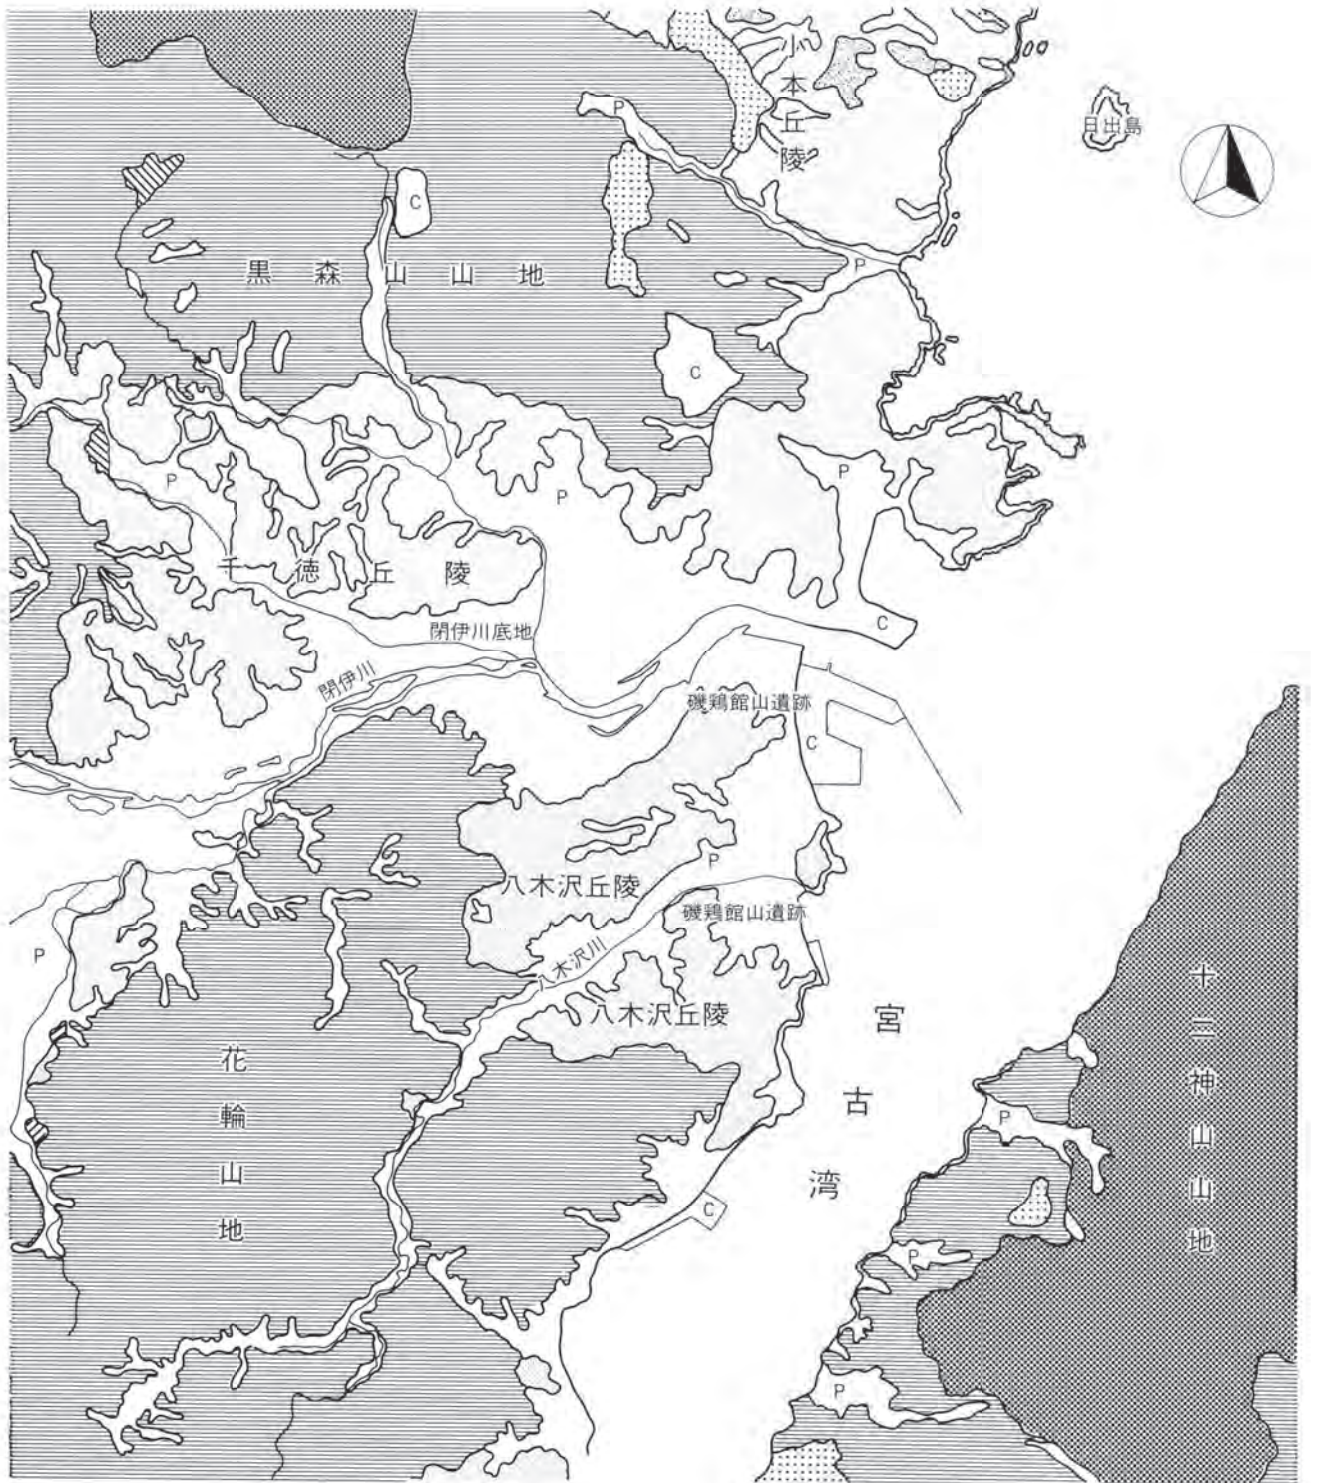 小本丘陵
P
日出島
C
黒森山山地
P
C
P
P
P
千徳丘陵
閉伊川底地
C
閉伊川
磯鶏館山遺跡
C
P
八木沢丘陵
磯鶏館山遺跡
P
八木沢川
八木沢丘陵
十二神山山地
宮古湾
花輪山地
P
C
P
P